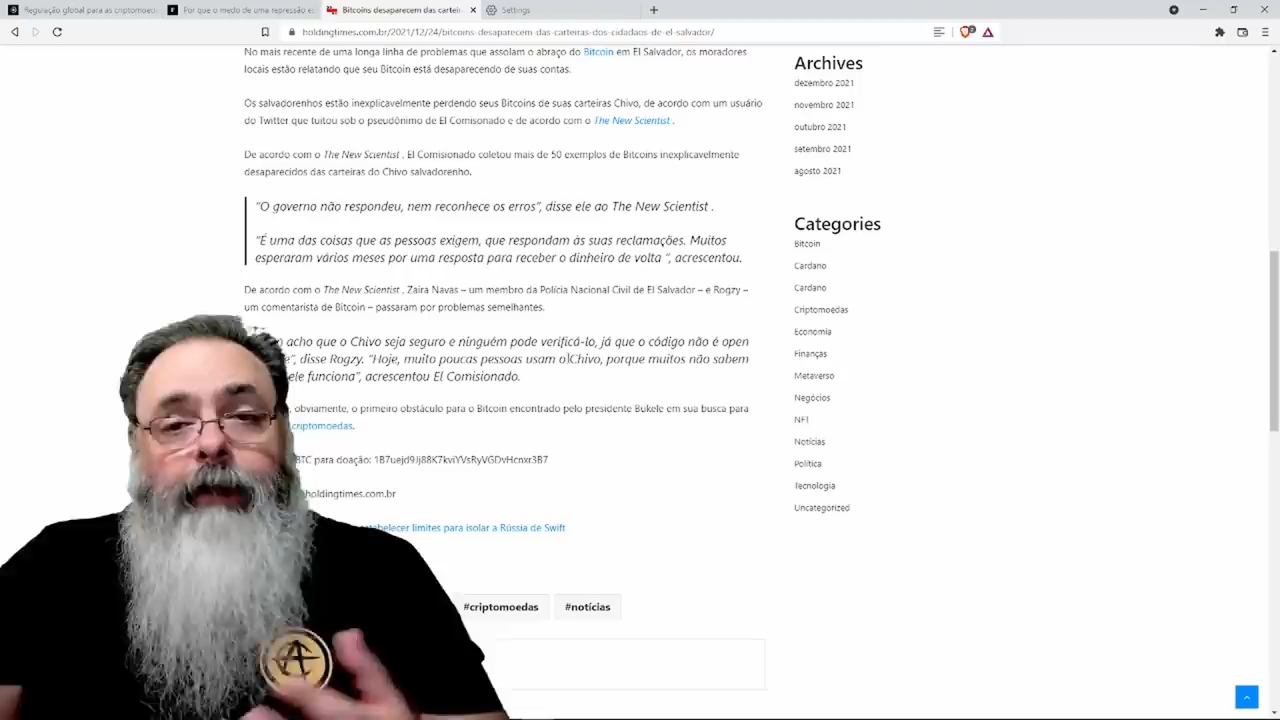 Regulação global para as criptomoed
Por que o medo de uma repressão es
Bitcoins desaparecem das carteir
Settings
holdingtimes.com.br/2021/12/24/bitcoins-desaparecem-das-carteiras-dos-cidadaos-de-el-salvador/
No mais recente de uma longa linha de problemas que assolam o abraço do Bitcoin em El Salvador, os moradores
locais estão relatando que seu Bitcoin está desaparecendo de suas contas.
Os salvadorenhos estão inexplicavelmente perdendo seus Bitcoins de suas carteiras Chivo, de acordo com um usuário
do Twitter que tuitou sob o pseudônimo de El Comisonado e de acordo com o The New Scientist .
De acordo com o The New Scientist , El Comisionado coletou mais de 50 exemplos de Bitcoins inexplicavelmente
desaparecidos das carteiras do Chivo salvadorenho.
“O governo não respondeu, nem reconhece os erros”, disse ele ao The New Scientist .
“É uma das coisas que as pessoas exigem, que respondam às suas reclamações. Muitos
esperaram vários meses por uma resposta para receber o dinheiro de volta ”, acrescentou.
De acordo com o The New Scientist , Zaira Navas – um membro da Polícia Nacional Civil de El Salvador – e Rogzy –
um comentarista de Bitcoin – passaram por problemas semelhantes.
acho que o Chivo seja seguro e ninguém pode verificá-lo, já que o código não é open
”, disse Rogzy. “Hoje, muito poucas pessoas usam o Chivo, porque muitos não sabem
ele funciona”, acrescentou El Comisionado.
, obviamente, o primeiro obstáculo para o Bitcoin encontrado pelo presidente Bukele em sua busca para
criptomoedas.
BTC para doação: 1B7uejd9Jj88K7kviYVsRyVGDvHcnxr3B7
holdingtimes.com.br
estabelecer limites para isolar a Rússia de Swift
#criptomoedas
#notícias
Archives
dezembro 2021
novembro 2021
outubro 2021
setembro 2021
agosto 2021
Categories
Bitcoin
Cardano
Cardano
Criptomoedas
Economia
Finanças
Metaverso
Negócios
NFT
Notícias
Política
Tecnologia
Uncategorized